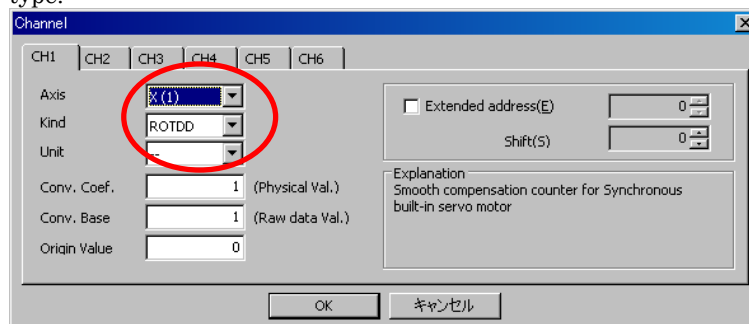 type.
Channel
CH1 CH2 CH3 CH4 CH5 CH6
Axis X (1)
Kind ROTDD
Unit --
Conv. Coef. 1 (Physical Val.)
Conv. Base 1 (Raw data Val.)
Origin Value 0
Extended address(E) 0
Shift(S) 0
Explanation
Smooth compensation counter for Synchronous
built-in servo motor
OK キャンセル